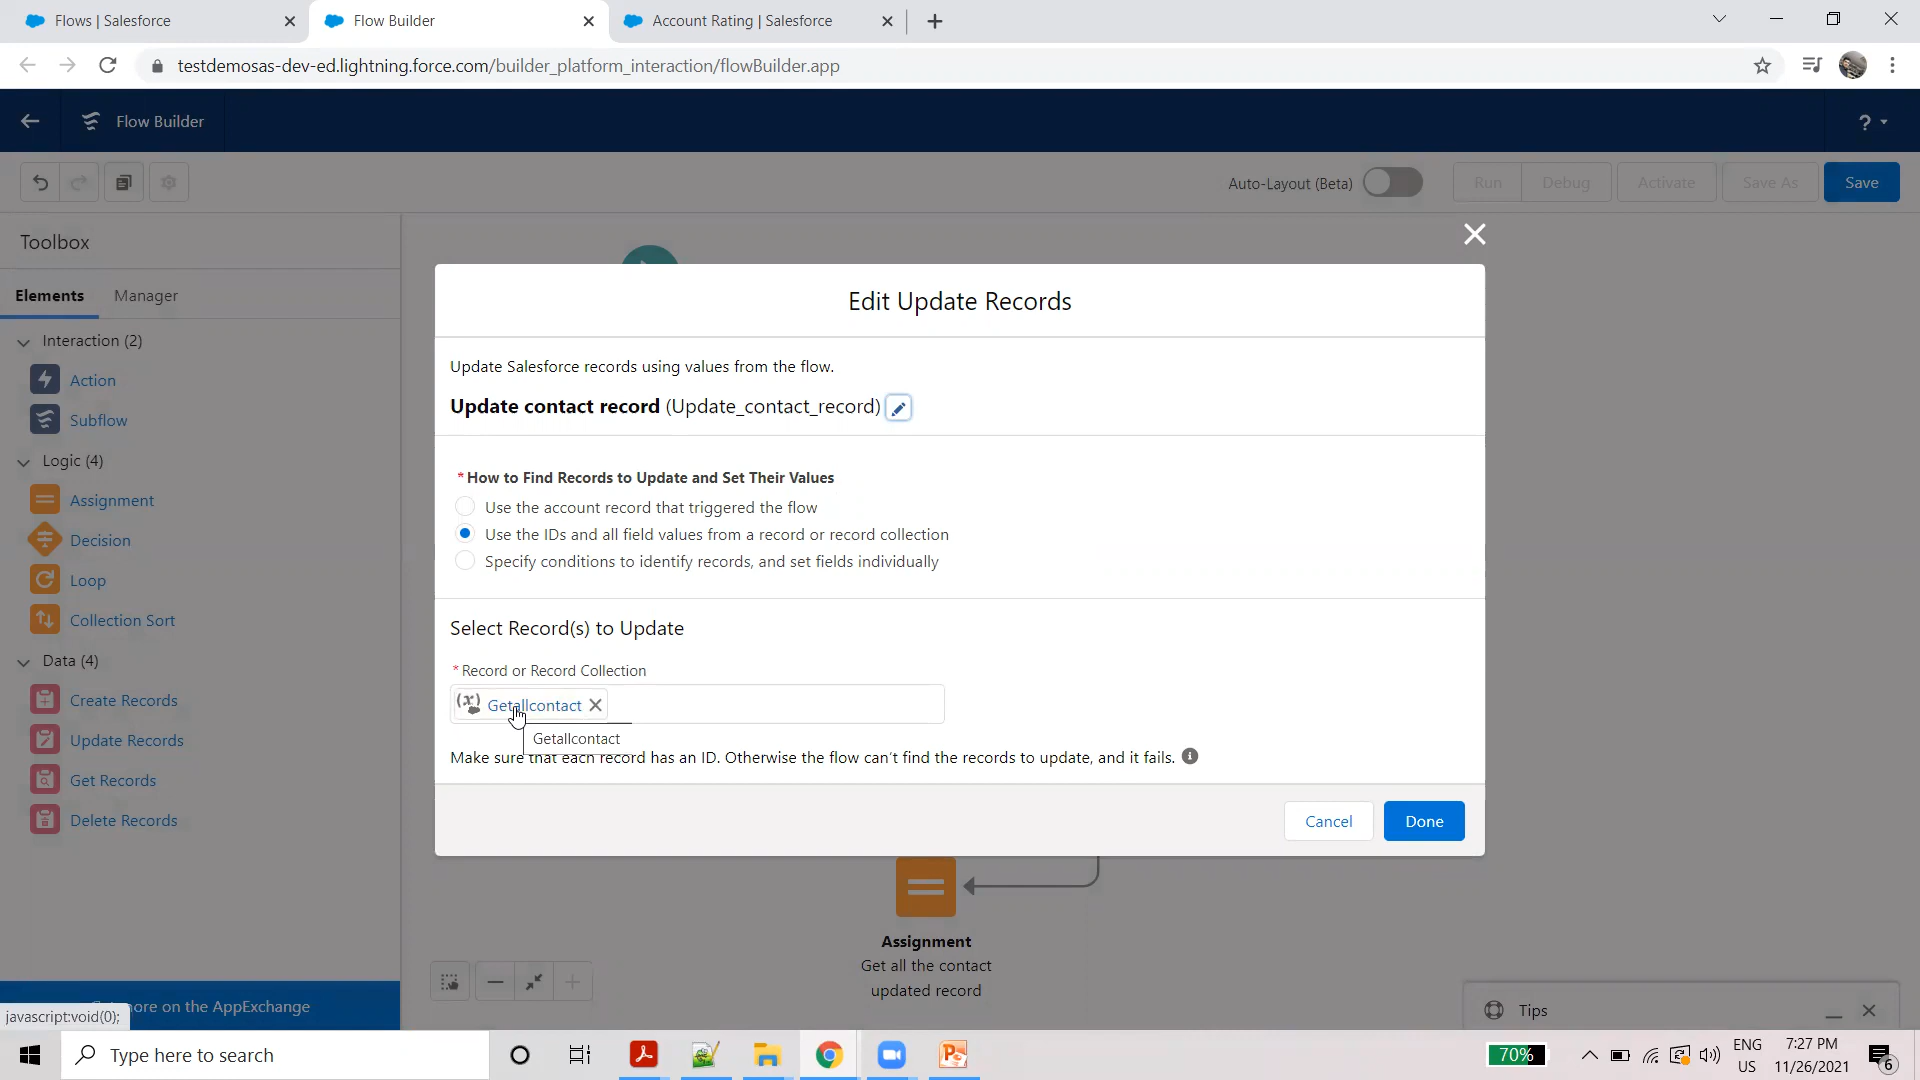 Flows | Salesforce
Flow Builder
Account Rating | Salesforce
testdemosas-dev-ed.lightning.force.com/builder_platform_interaction/flowBuilder.app
Flow Builder
?
Auto-Layout (Beta)
Run
Debug
Activate
Save As
Save
Toolbox
Elements
Manager
Interaction (2)
Action
Subflow
Logic (4)
Assignment
Decision
Loop
Collection Sort
Data (4)
Create Records
Update Records
Get Records
Delete Records
Edit Update Records
Update Salesforce records using values from the flow.
Update contact record (Update_contact_record)
* How to Find Records to Update and Set Their Values
Use the account record that triggered the flow
Use the IDs and all field values from a record or record collection
Specify conditions to identify records, and set fields individually
Select Record(s) to Update
* Record or Record Collection
Getallcontact
Getallcontact
Make sure that each record has an ID. Otherwise the flow can't find the records to update, and it fails.
Cancel
Done
Assignment
Get all the contact
updated record
more on the AppExchange
javascript:void(0);
Tips
Type here to search
70%
ENG
US
7:27 PM
11/26/2021
6